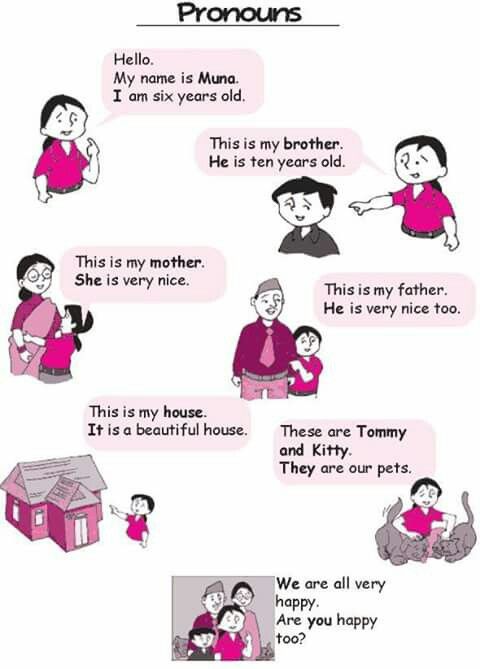 Pronouns
Hello.
My name is Muna.
I am six years old.
This is my brother.
He is ten years old.
This is my mother.
She is very nice.
This is my father.
He is very nice too.
This is my house.
It is a beautiful house.
These are Tommy
and Kitty.
They are our pets.
We are all very
happy.
Are you happy
too?